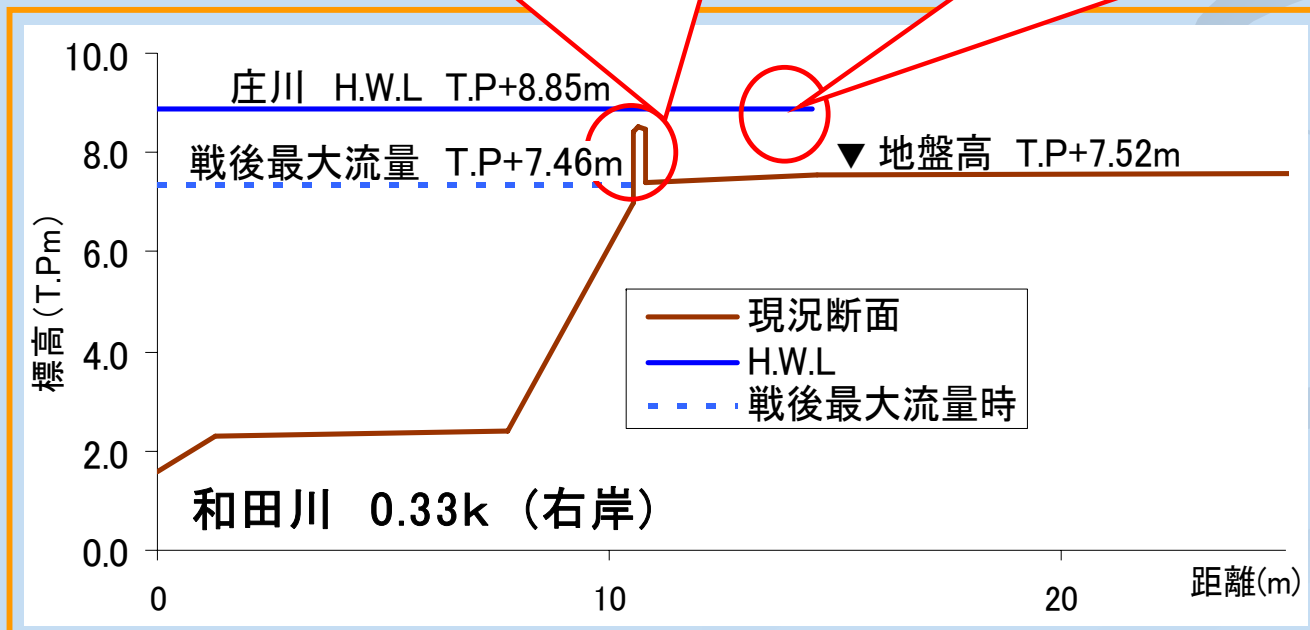 10.0
庄川 H.W.L T.P+8.85m
8.0
戦後最大流量 T.P+7.46m
▼ 地盤高 T.P+7.52m
標高(T.Pm)
6.0
現況断面
H.W.L
戦後最大流量時
4.0
2.0
和田川 0.33k (右岸)
0.0
0
10
20
距離(m)